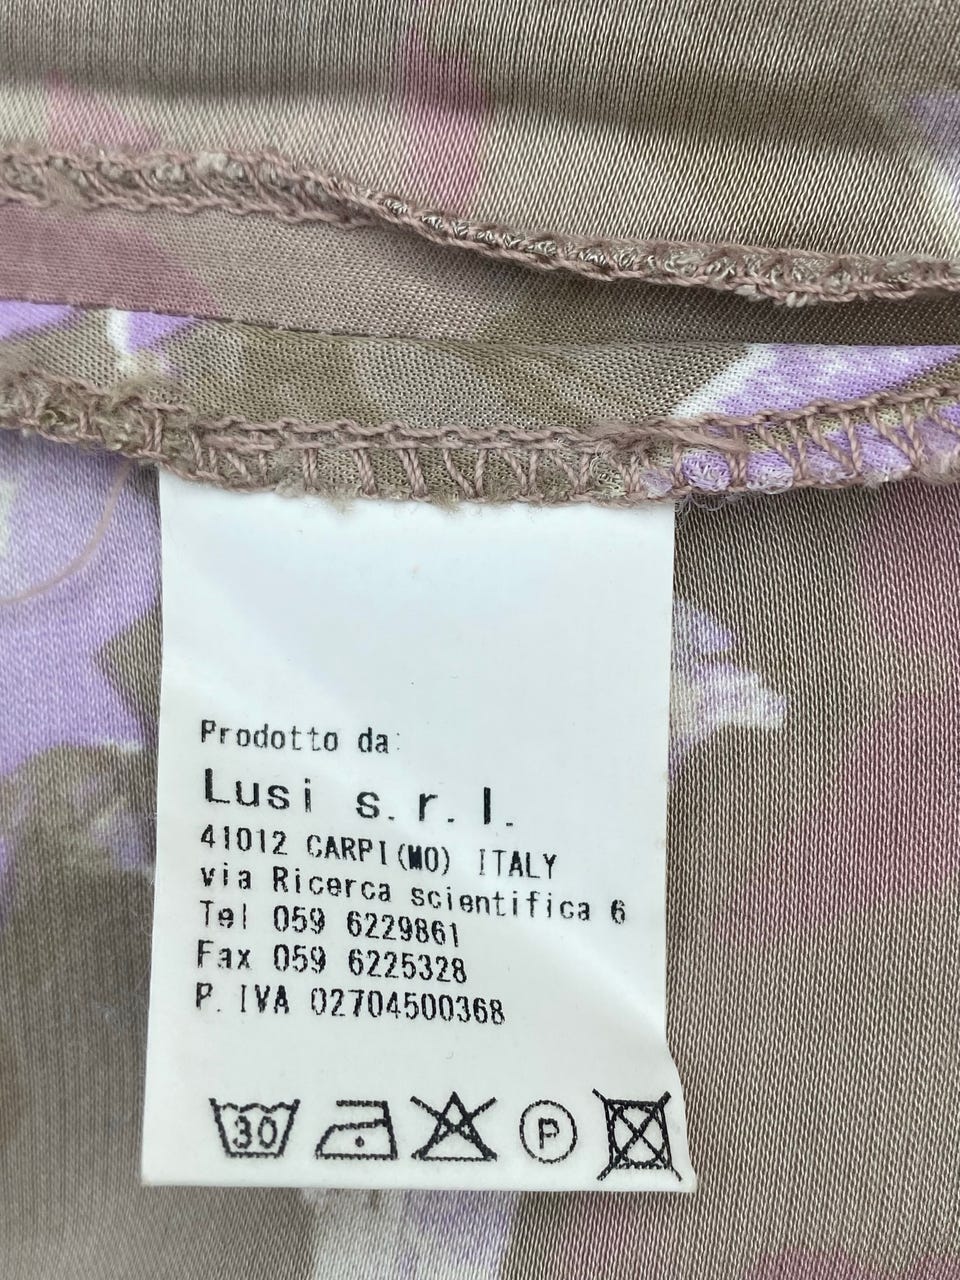 Prodotto da:
Lusi s.r.l.
41012 CARPI(MO) ITALY
via Ricerca scientifica 6
Tel 059 6229861
Fax 059 6225328
P.IVA 02704500368
30
P